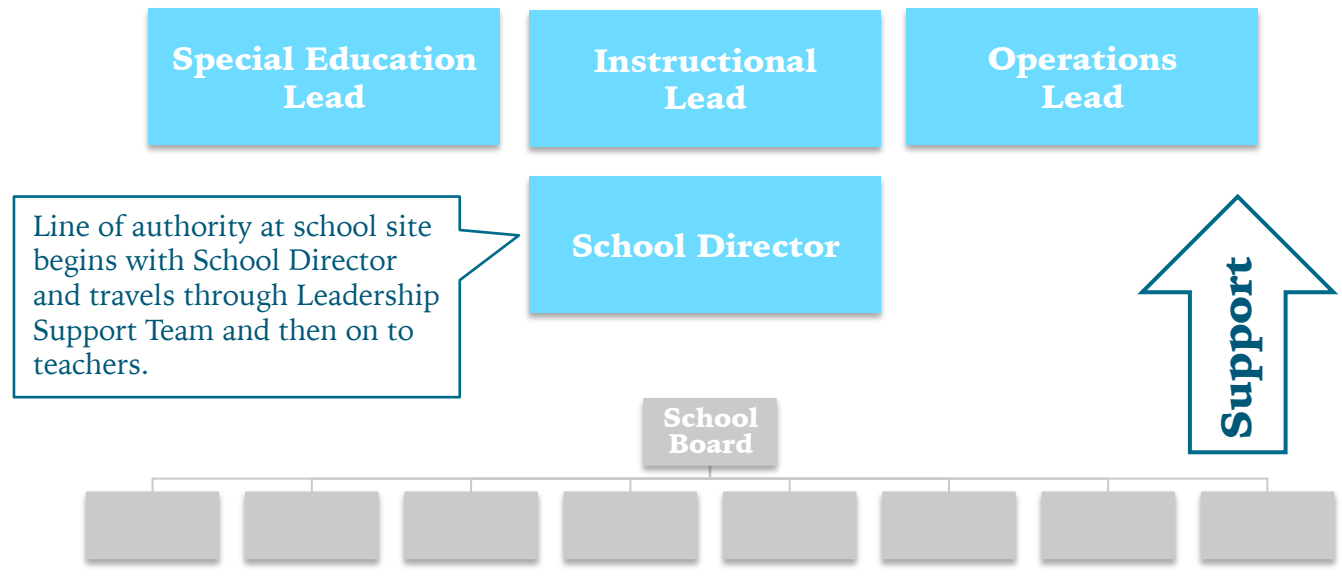 Special Education
Lead
Instructional
Lead
Operations
Lead
Line of authority at school site
begins with School Director
and travels through Leadership
Support Team and then on to
teachers.
School Director
Support
School
Board